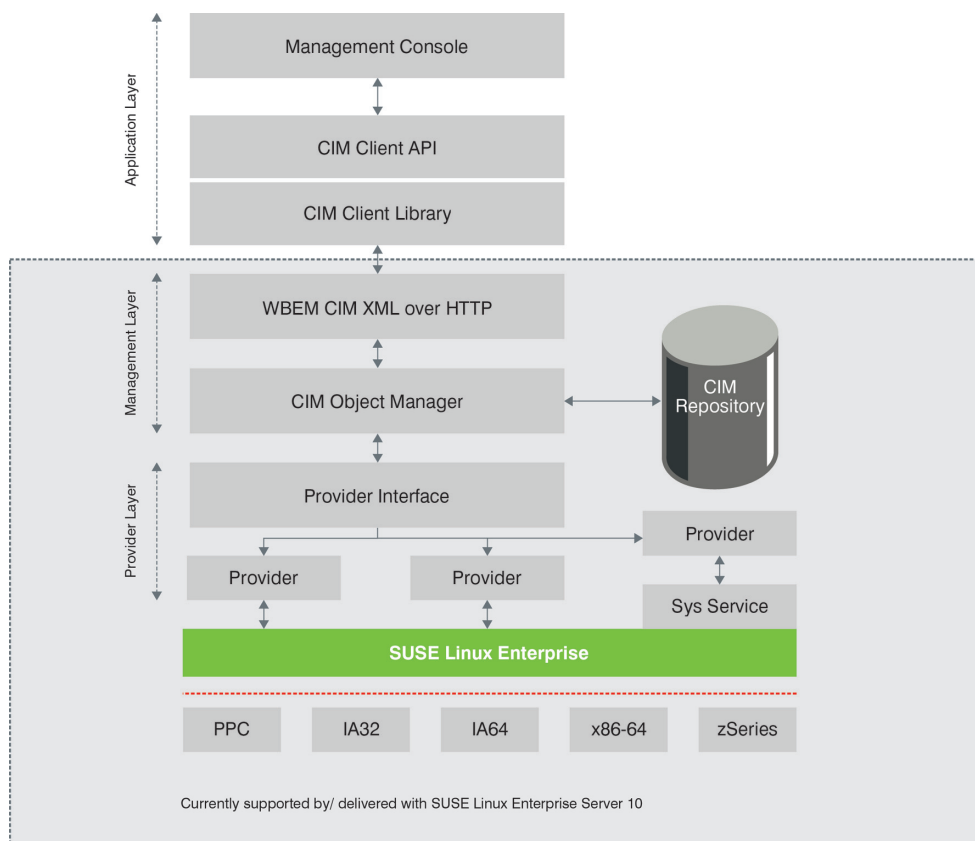 Application Layer
Management Console
CIM Client API
CIM Client Library
Management Layer
WBEM CIM XML over HTTP
CIM Object Manager
CIM
Repository
Provider Layer
Provider Interface
Provider
Provider
Provider
Sys Service
SUSE Linux Enterprise
PPC
IA32
IA64
x86-64
zSeries
Currently supported by/ delivered with SUSE Linux Enterprise Server 10